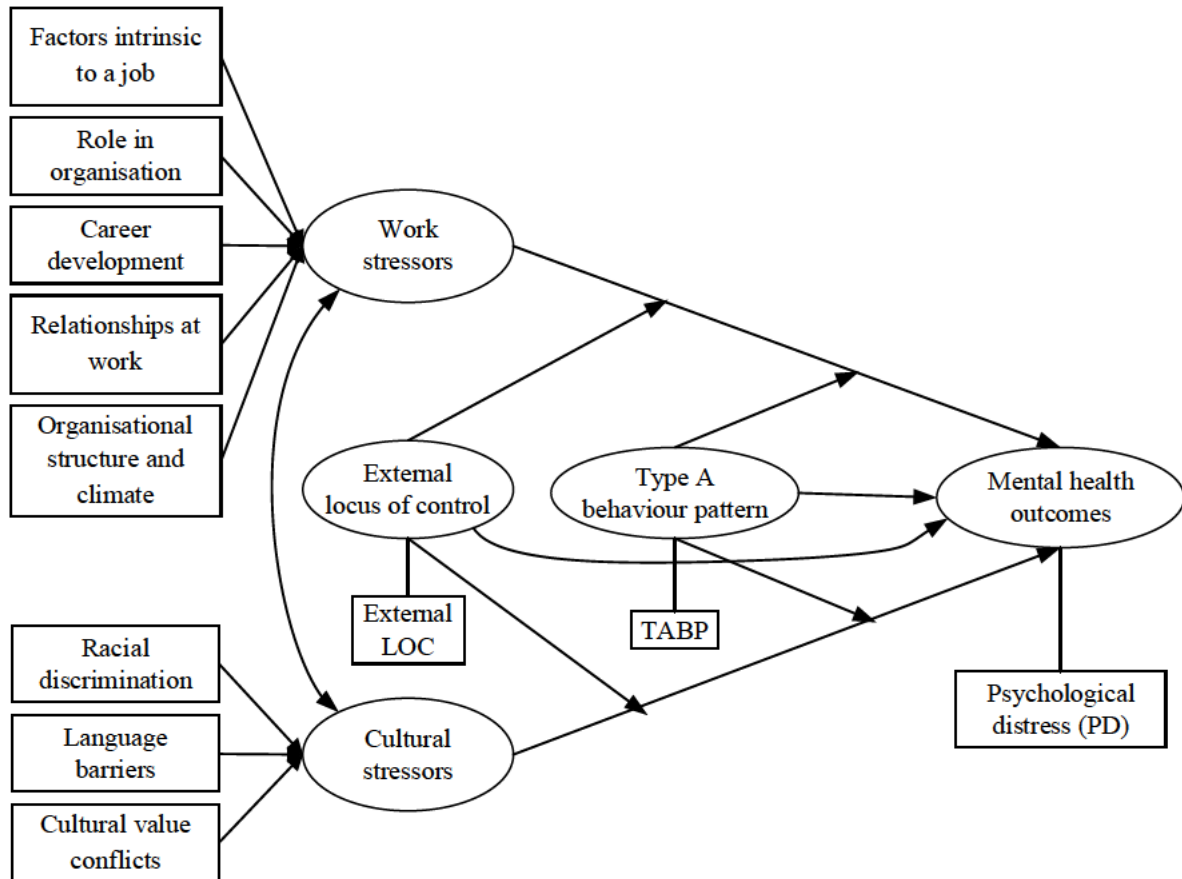 Factors intrinsic
to a job
Role in
organisation
Career
development
Relationships at
work
Organisational
structure and
climate
Work
stressors
External
locus of control
Type A
behaviour pattern
Mental health
outcomes
External
LOC
TABP
Racial
discrimination
Language
barriers
Cultural value
conflicts
Cultural
stressors
Psychological
distress (PD)